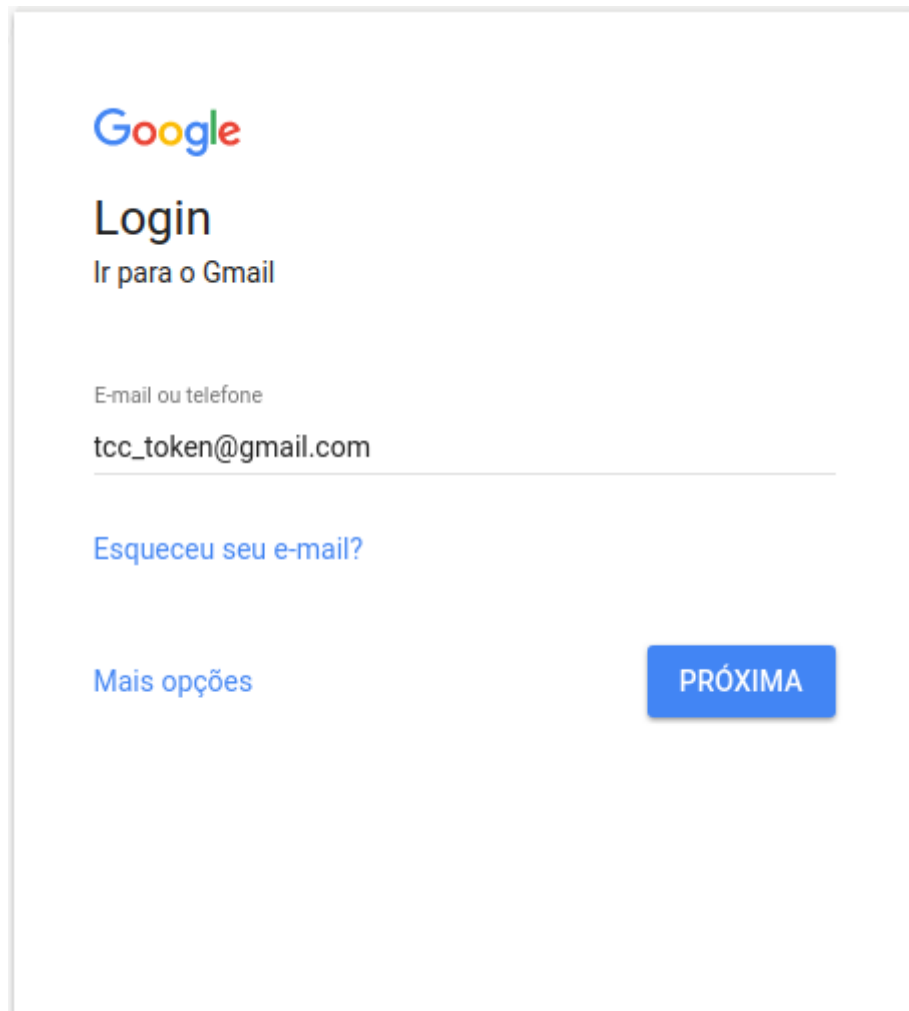 Google
Login
Ir para o Gmail
E-mail ou telefone
tcc_token@gmail.com
Esqueceu seu e-mail?
Mais opções
PRÓXIMA